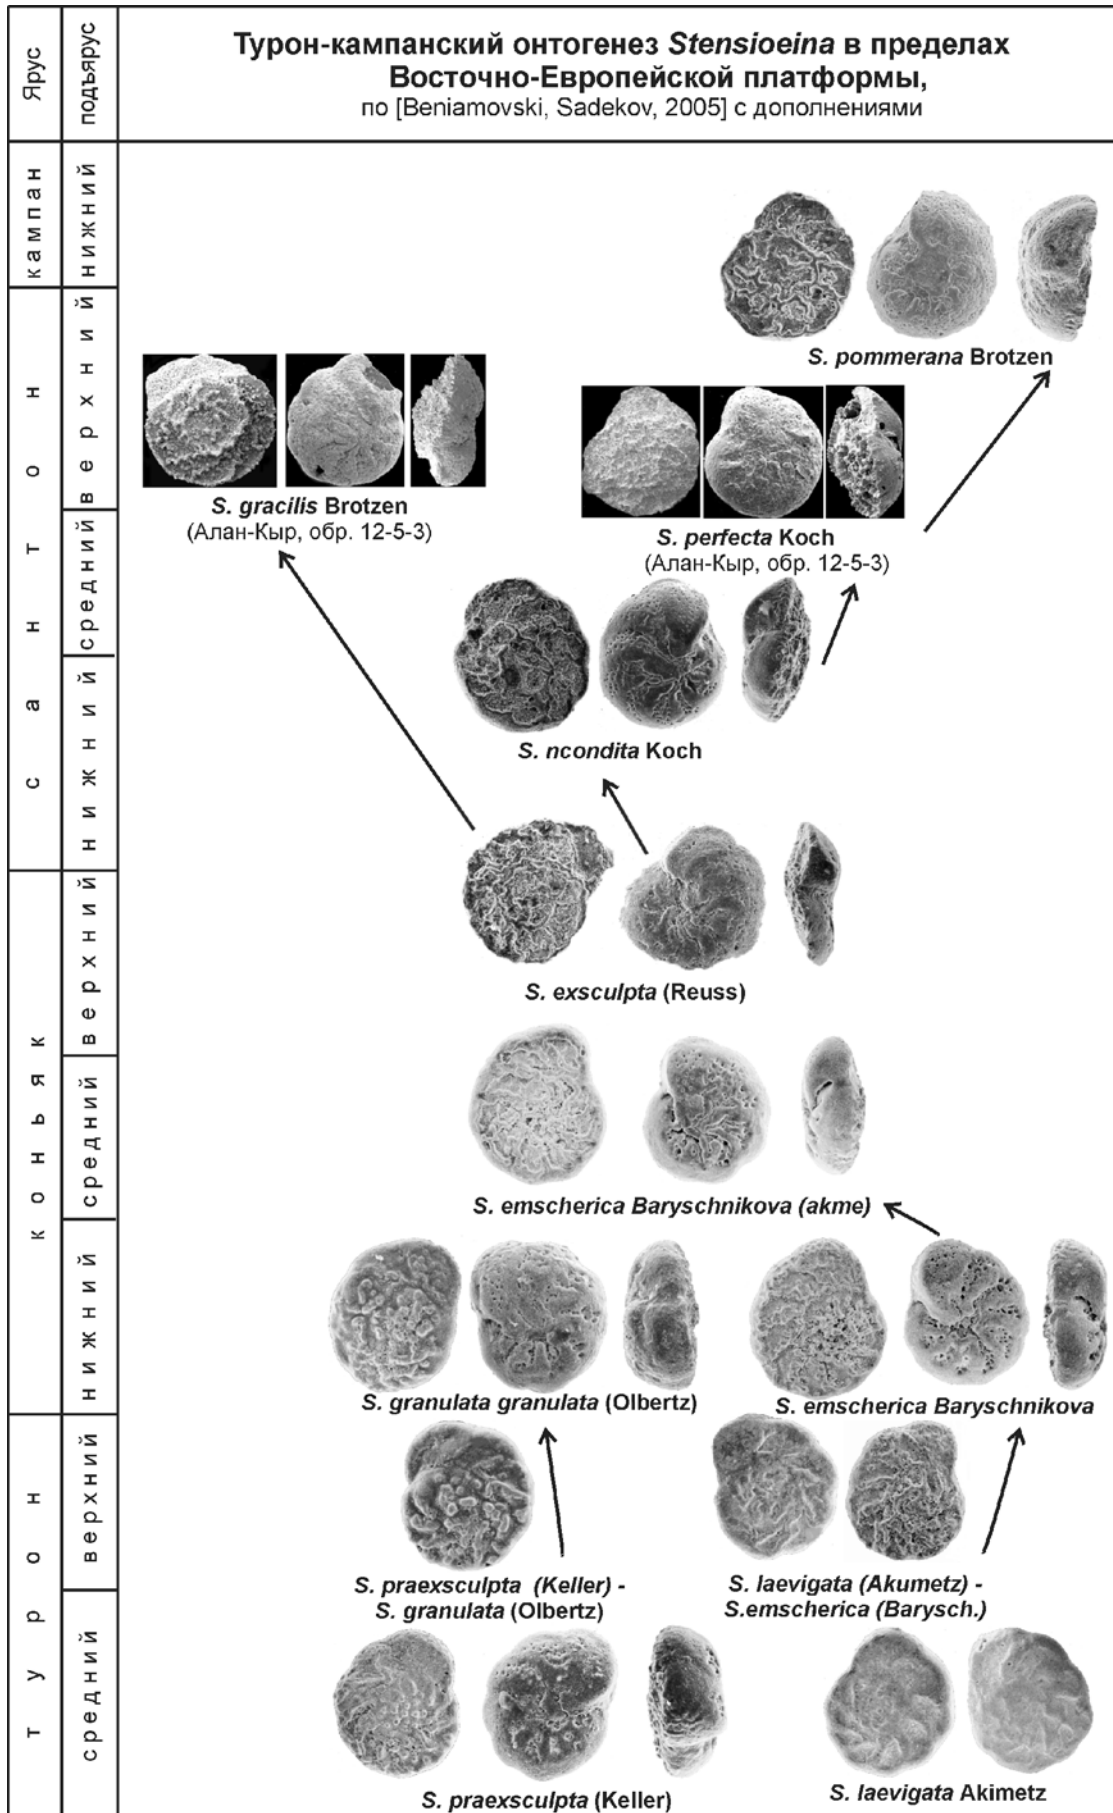 Ярус
подъярус
Турон-кампанский онтогенез Stensioeina в пределах
Восточно-Европейской платформы,
по [Beniamovski, Sadekov, 2005] с дополнениями
кампан
нижний
S. pommerana Brotzen
сантон
верхний
S. gracilis Brotzen
(Алан-Кыр, обр. 12-5-3)
S. perfecta Koch
(Алан-Кыр, обр. 12-5-3)
средний
S. ncondita Koch
нижний
S. exsculpta (Reuss)
коньяк
верхний
средний
S. emscherica Baryschnikova (akme)
нижний
S. granulata granulata (Olbertz)
S. emscherica Baryschnikova
турон
верхний
S. praexsculpta (Keller) -
S. granulata (Olbertz)
S. laevigata (Akumetz) -
S.emscherica (Barysch.)
средний
S. praexsculpta (Keller)
S. laevigata Akimetz